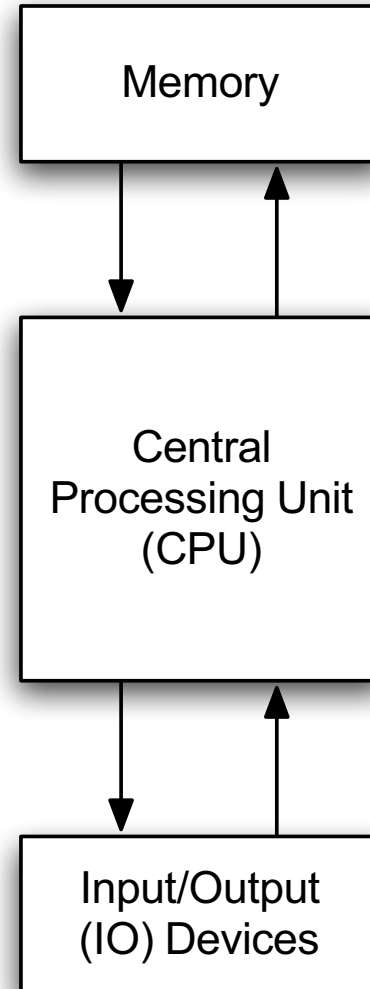 Memory
Central
Processing Unit
(CPU)
Input/Output
(IO) Devices